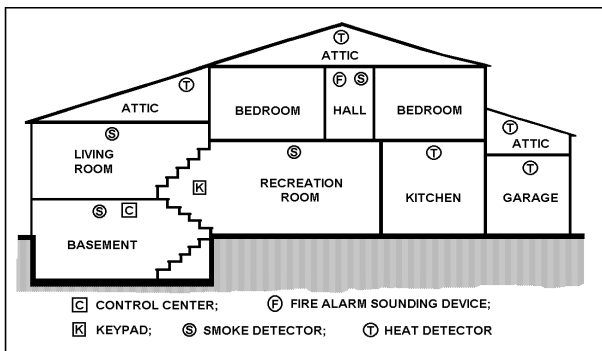 T
ATTIC
T
ATTIC
BEDROOM
F S
HALL
BEDROOM
S
LIVING
ROOM
T
ATTIC
S
RECREATION
ROOM
K
T
KITCHEN
T
GARAGE
S C
BASEMENT
C CONTROL CENTER; F FIRE ALARM SOUNDING DEVICE;
K KEYPAD; S SMOKE DETECTOR; T HEAT DETECTOR